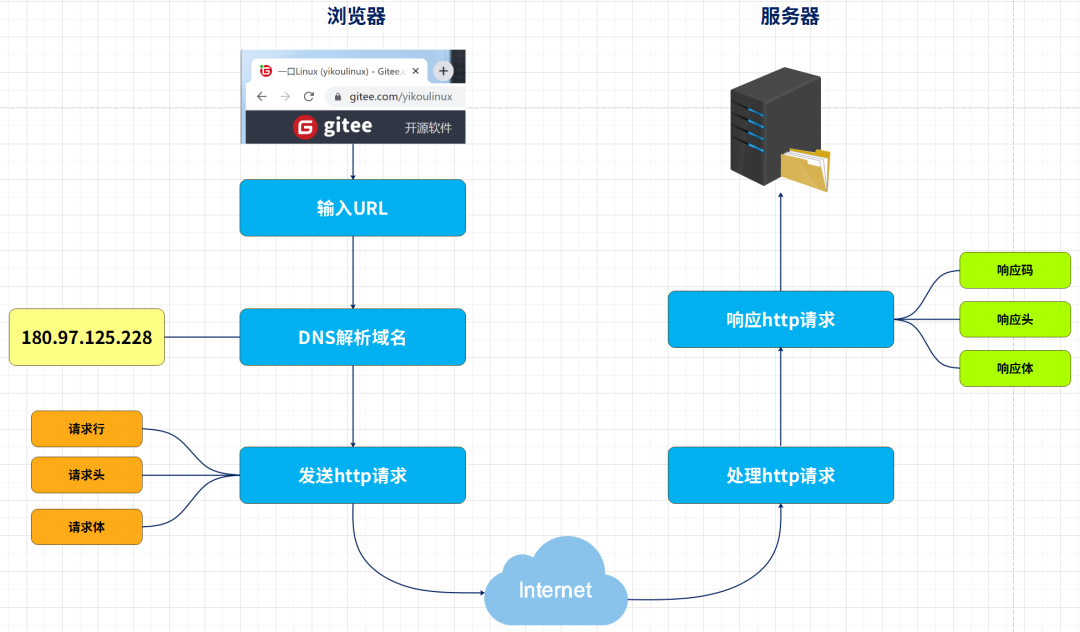 浏览器
服务器
一口Linux (yikoulinux) - Gitee.c
gitee.com/yikoulinux
gitee
开源软件
输入URL
DNS解析域名
180.97.125.228
请求行
请求头
请求体
发送http请求
Internet
处理http请求
响应http请求
响应码
响应头
响应体